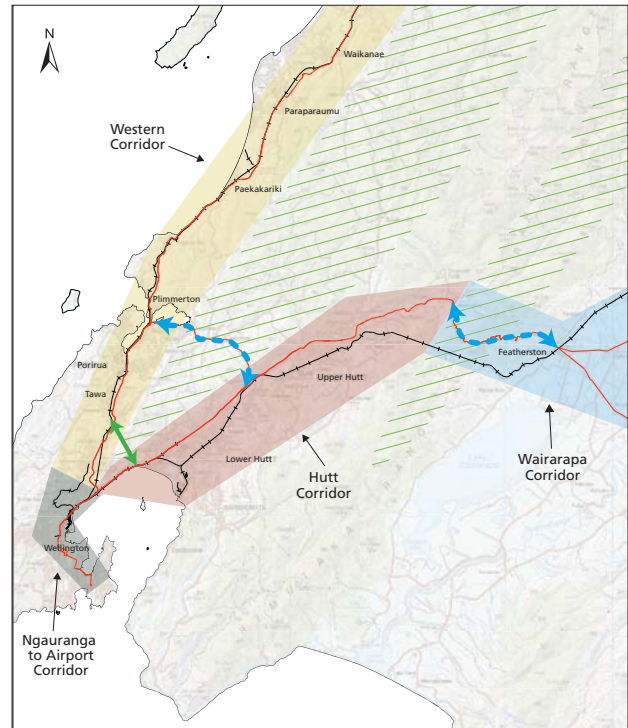 N
Waikanae
Paraparaumu
Western
Corridor
Paekakariki
Plimmerton
Porirua
Tawa
Featherston
Upper Hutt
Lower Hutt
Hutt
Corridor
Wairarapa
Corridor
Wellington
Ngauranga
to Airport
Corridor